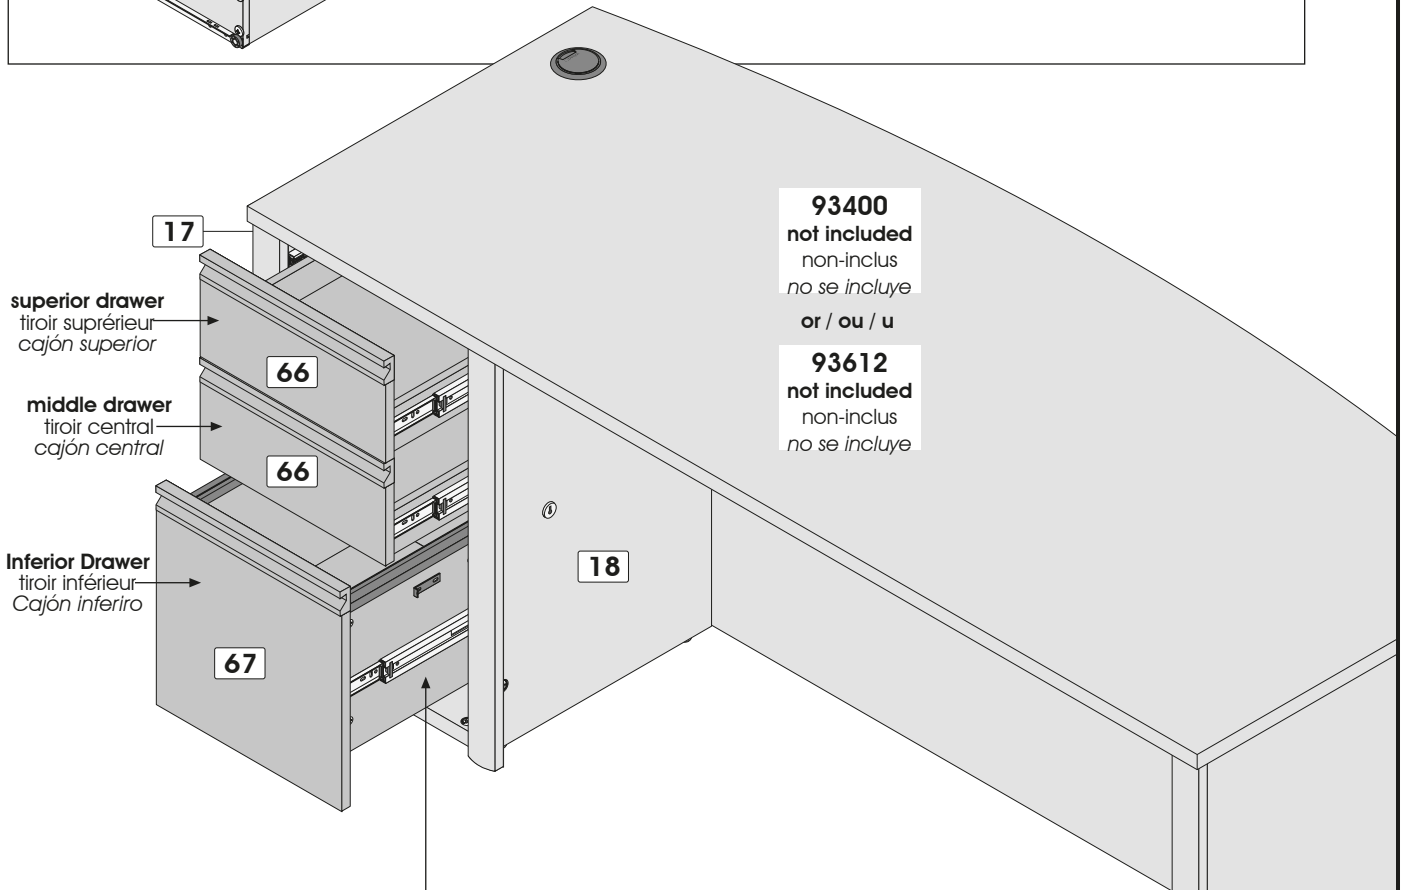 17
superior drawer
tiroir suprérieur
cajón superior
66
middle drawer
tiroir central
cajón central
66
Inferior Drawer
tiroir inférieur
Cajón inferiro
67
18
93400
not included
non-inclus
no se incluye
or / ou / u
93612
not included
non-inclus
no se incluye